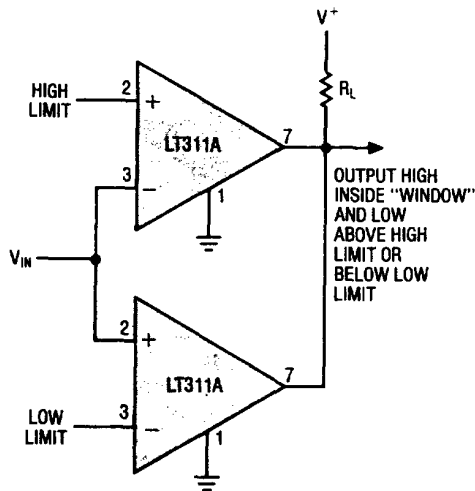 V+
HIGH
LIMIT
2
+
RL
LT311A
7
3
−
1
OUTPUT HIGH
INSIDE "WINDOW"
AND LOW
ABOVE HIGH
LIMIT OR
BELOW LOW
LIMIT
VIN
2
+
LT311A
7
LOW
LIMIT
3
−
1